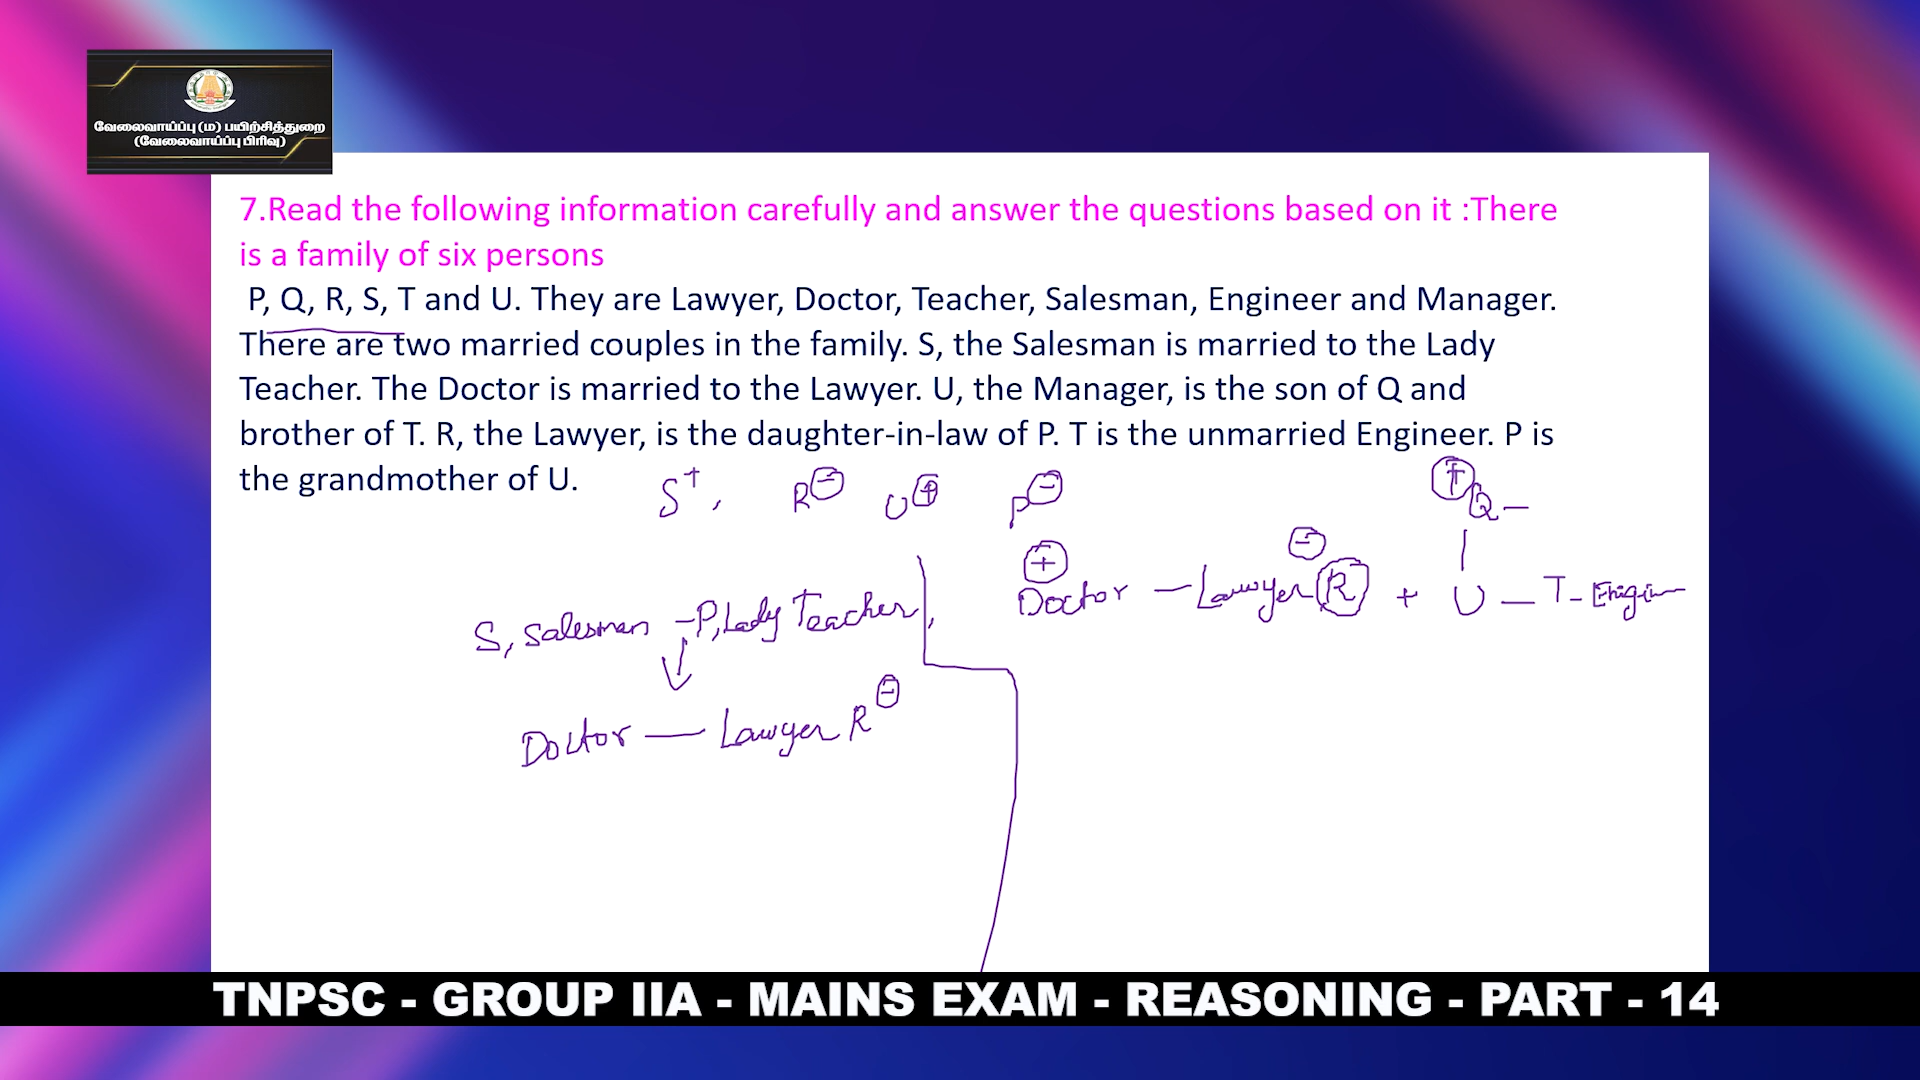 வேலைவாய்ப்பு (ம) பயிற்சித்துறை
(வேலைவாய்ப்பு பிரிவு)
7.Read the following information carefully and answer the questions based on it :There
is a family of six persons
P, Q, R, S, T and U. They are Lawyer, Doctor, Teacher, Salesman, Engineer and Manager.
There are two married couples in the family. S, the Salesman is married to the Lady
Teacher. The Doctor is married to the Lawyer. U, the Manager, is the son of Q and
brother of T. R, the Lawyer, is the daughter-in-law of P. T is the unmarried Engineer. P is
the grandmother of U.
S+, R- U+ P- + Q -
+ -
Doctor - Lawyer R + U - T - Engin
S, Salesman - P, Lady Teacher,
-
Doctor - Lawyer R
TNPSC - GROUP IIA - MAINS EXAM - REASONING - PART - 14